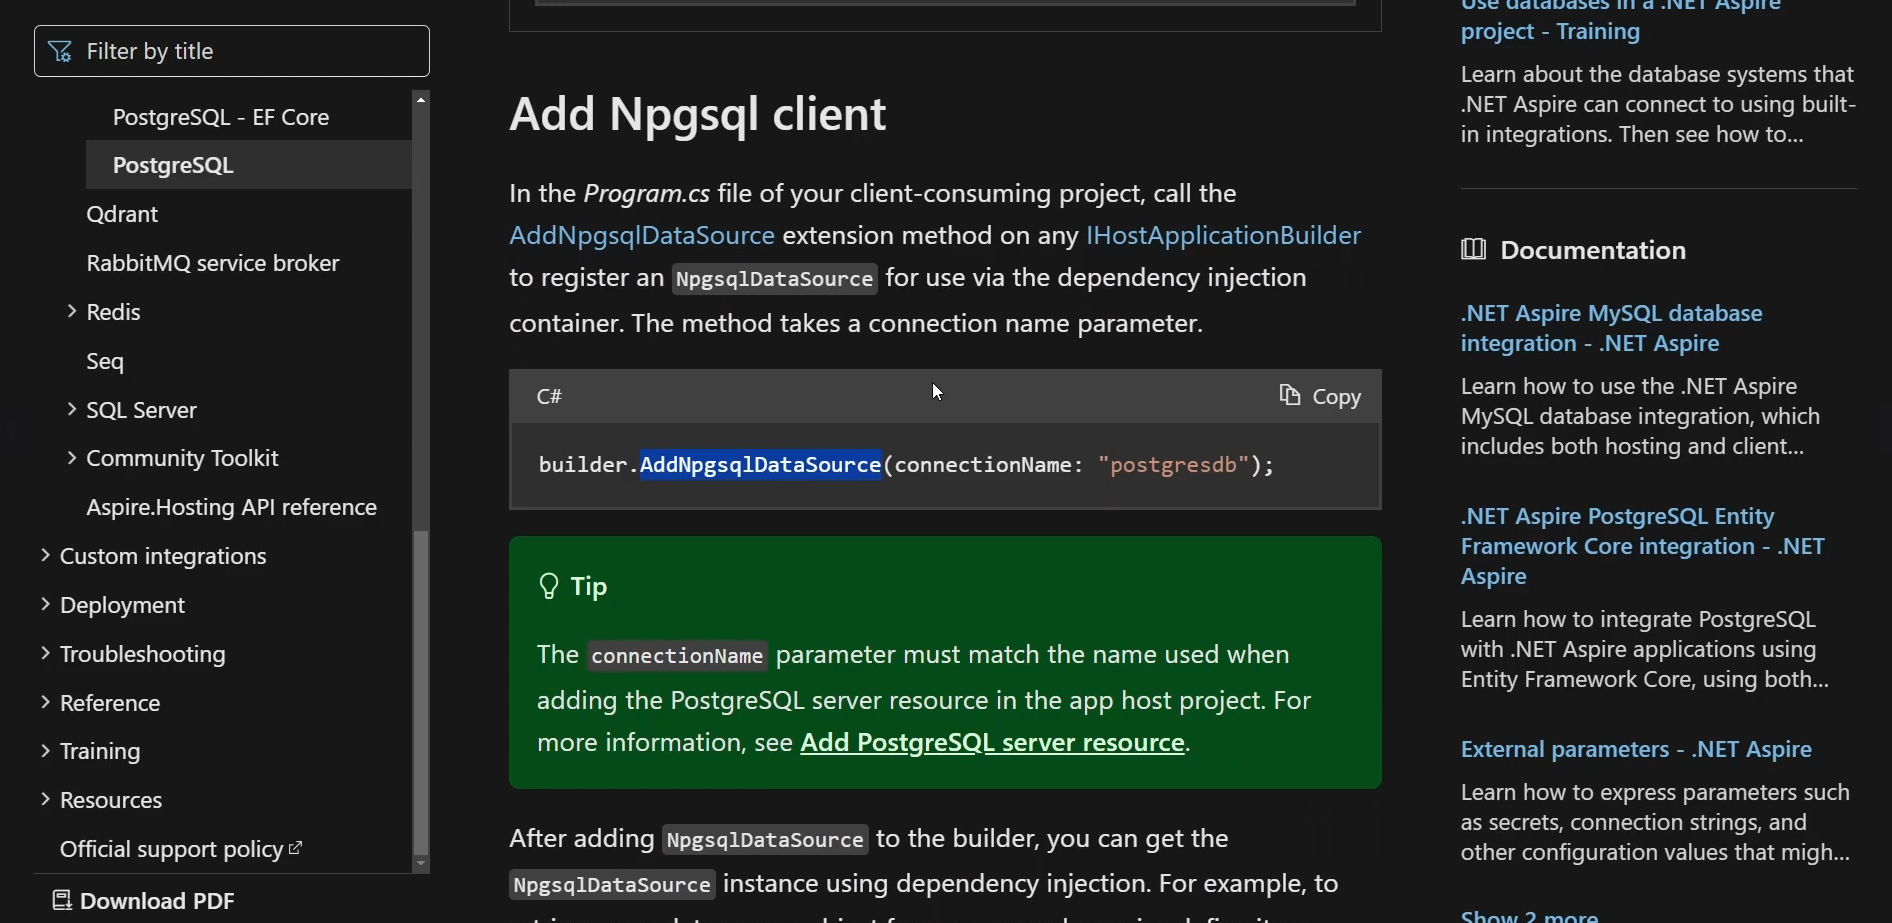 Filter by title
PostgreSQL - EF Core
PostgreSQL
Qdrant
RabbitMQ service broker
Redis
Seq
SQL Server
Community Toolkit
Aspire.Hosting API reference
Custom integrations
Deployment
Troubleshooting
Reference
Training
Resources
Official support policy
Download PDF
Add Npgsql client
In the Program.cs file of your client-consuming project, call the
AddNpgsqlDataSource extension method on any IHostApplicationBuilder
to register an NpgsqlDataSource for use via the dependency injection
container. The method takes a connection name parameter.
C#
Copy
builder.AddNpgsqlDataSource(connectionName: "postgresdb");
Tip
The connectionName parameter must match the name used when
adding the PostgreSQL server resource in the app host project. For
more information, see Add PostgreSQL server resource.
After adding NpgsqlDataSource to the builder, you can get the
NpgsqlDataSource instance using dependency injection. For example, to
Use databases in a .NET Aspire
project - Training
Learn about the database systems that
.NET Aspire can connect to using built-
in integrations. Then see how to...
Documentation
.NET Aspire MySQL database
integration - .NET Aspire
Learn how to use the .NET Aspire
MySQL database integration, which
includes both hosting and client...
.NET Aspire PostgreSQL Entity
Framework Core integration - .NET
Aspire
Learn how to integrate PostgreSQL
with .NET Aspire applications using
Entity Framework Core, using both...
External parameters - .NET Aspire
Learn how to express parameters such
as secrets, connection strings, and
other configuration values that migh...
Show 2 more